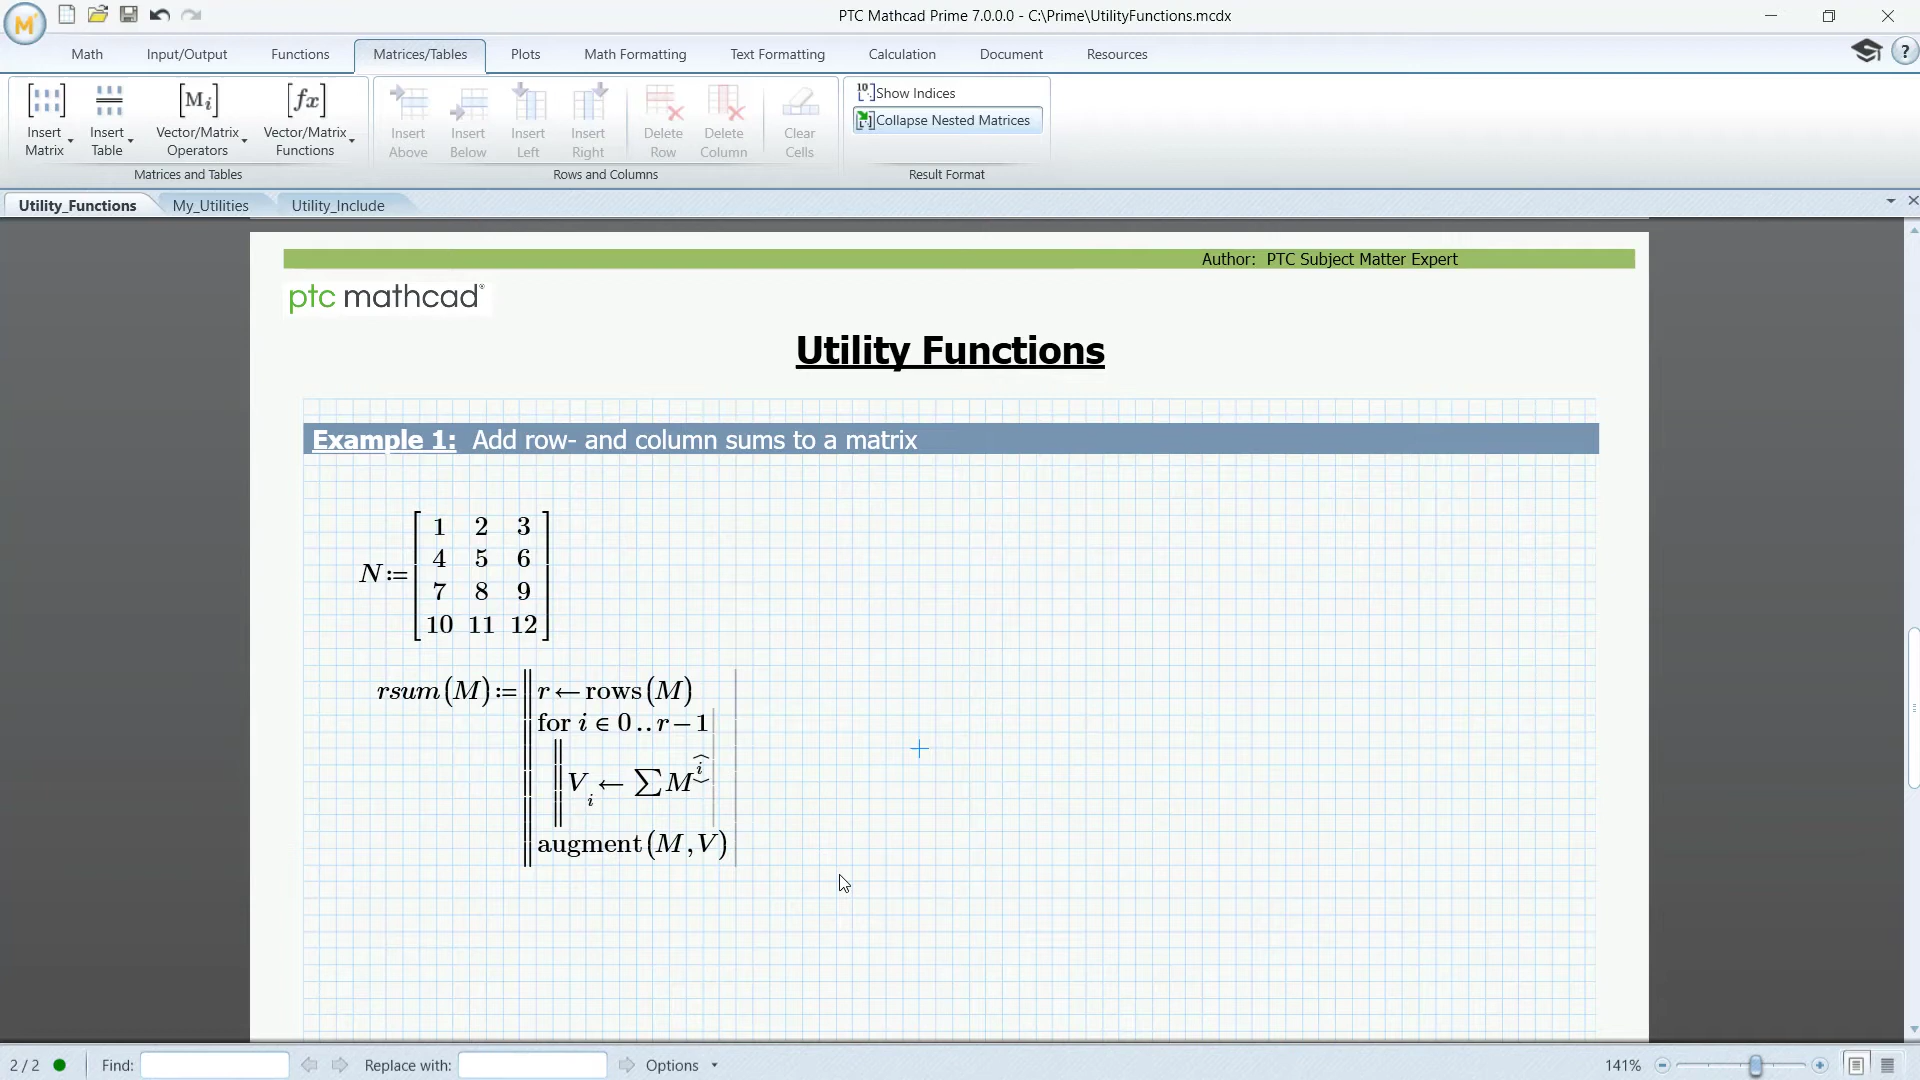 PTC Mathcad Prime 7.0.0.0 - C:\Prime\UtilityFunctions.mcdx
Math Input/Output Functions Matrices/Tables Plots Math Formatting Text Formatting Calculation Document Resources
Insert Matrix
Insert Table
Vector/Matrix Operators
Vector/Matrix Functions
Matrices and Tables
Insert Above
Insert Below
Insert Left
Insert Right
Delete Row
Delete Column
Clear Cells
Rows and Columns
Show Indices
Collapse Nested Matrices
Result Format
Utility_Functions My_Utilities Utility_Include
Author: PTC Subject Matter Expert
ptc mathcad®
Utility Functions
Example 1: Add row- and column sums to a matrix
N:=[1 2 3
4 5 6
7 8 9
10 11 12]
rsum(M):=‖r←rows(M)
for i∈0..r−1
V_i ← ∑M^i
augment(M,V)
2 / 2 Find: Replace with: Options 141%